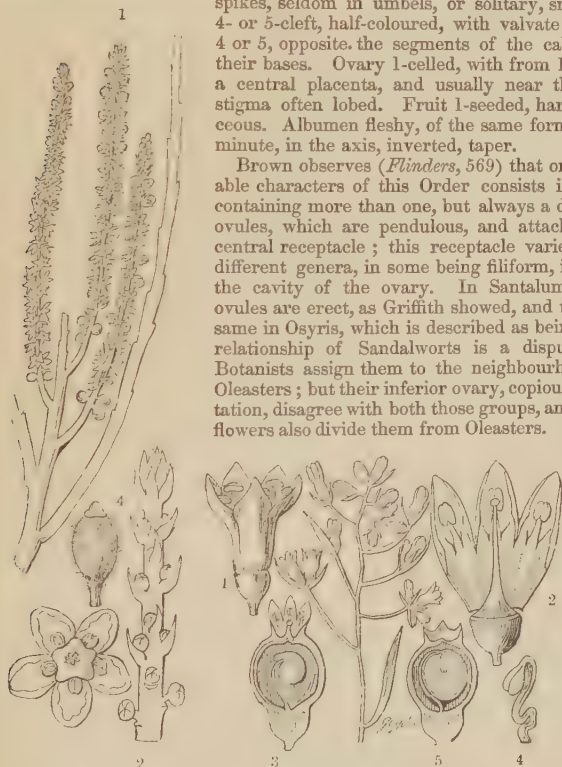 spikes, seldom in umbels, or solitary, sm
4- or 5-cleft, half-coloured, with valvate
4 or 5, opposite. the segments of the cal
their bases. Ovary 1-celled, with from 1
a central placenta, and usually near th
stigma often lobed. Fruit 1-seeded, har
ceous. Albumen fleshy, of the same form
minute, in the axis, inverted, taper.
Brown observes (Flinders, 569) that on
able characters of this Order consists i
containing more than one, but always a d
ovules, which are pendulous, and attach
central receptacle ; this receptacle varie
different genera, in some being filiform, i
the cavity of the ovary. In Santalum
ovules are erect, as Griffith showed, and
same in Osyris, which is described as bein
relationship of Sandalworts is a dispu
Botanists assign them to the neighbourh
Oleasters ; but their inferior ovary, copiou
tation, disagree with both those groups, an
flowers also divide them from Oleasters.
1
4
2
1
2
3
5
4